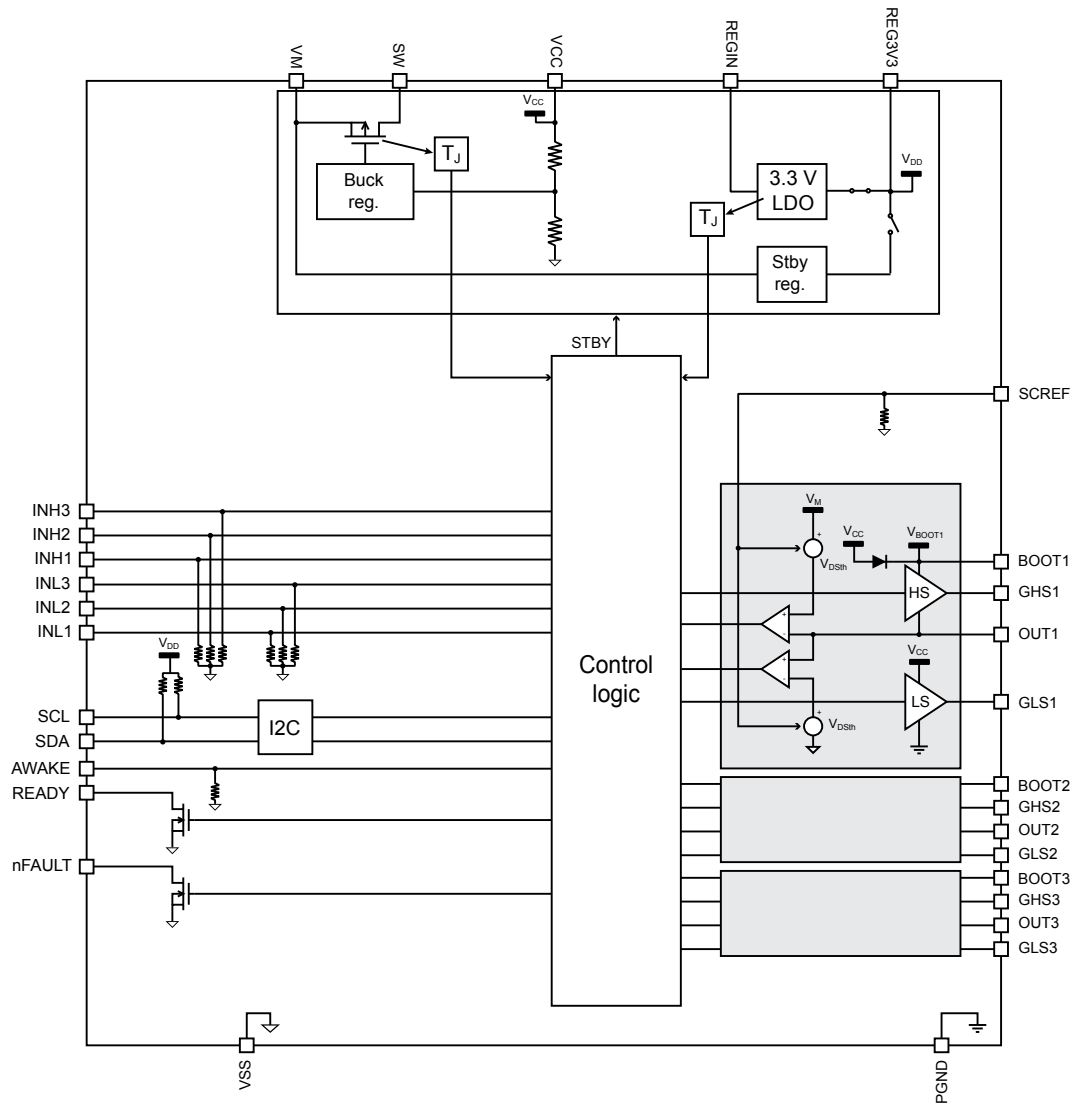 VM
SW
VCC
REGIN
REG3V3
VCC
TJ
Buck
reg.
3.3 V
LDO
VDD
TJ
Stby
reg.
STBY
SCREF
INH3
INH2
INH1
INL3
INL2
INL1
VDD
SCL
SDA
I2C
AWAKE
READY
nFAULT
Control
logic
VM
+
VDSth
VCC
VBOOT1
HS
BOOT1
GHS1
OUT1
+
-
+
-
VCC
LS
GLS1
+
VDSth
BOOT2
GHS2
OUT2
GLS2
BOOT3
GHS3
OUT3
GLS3
VSS
PGND